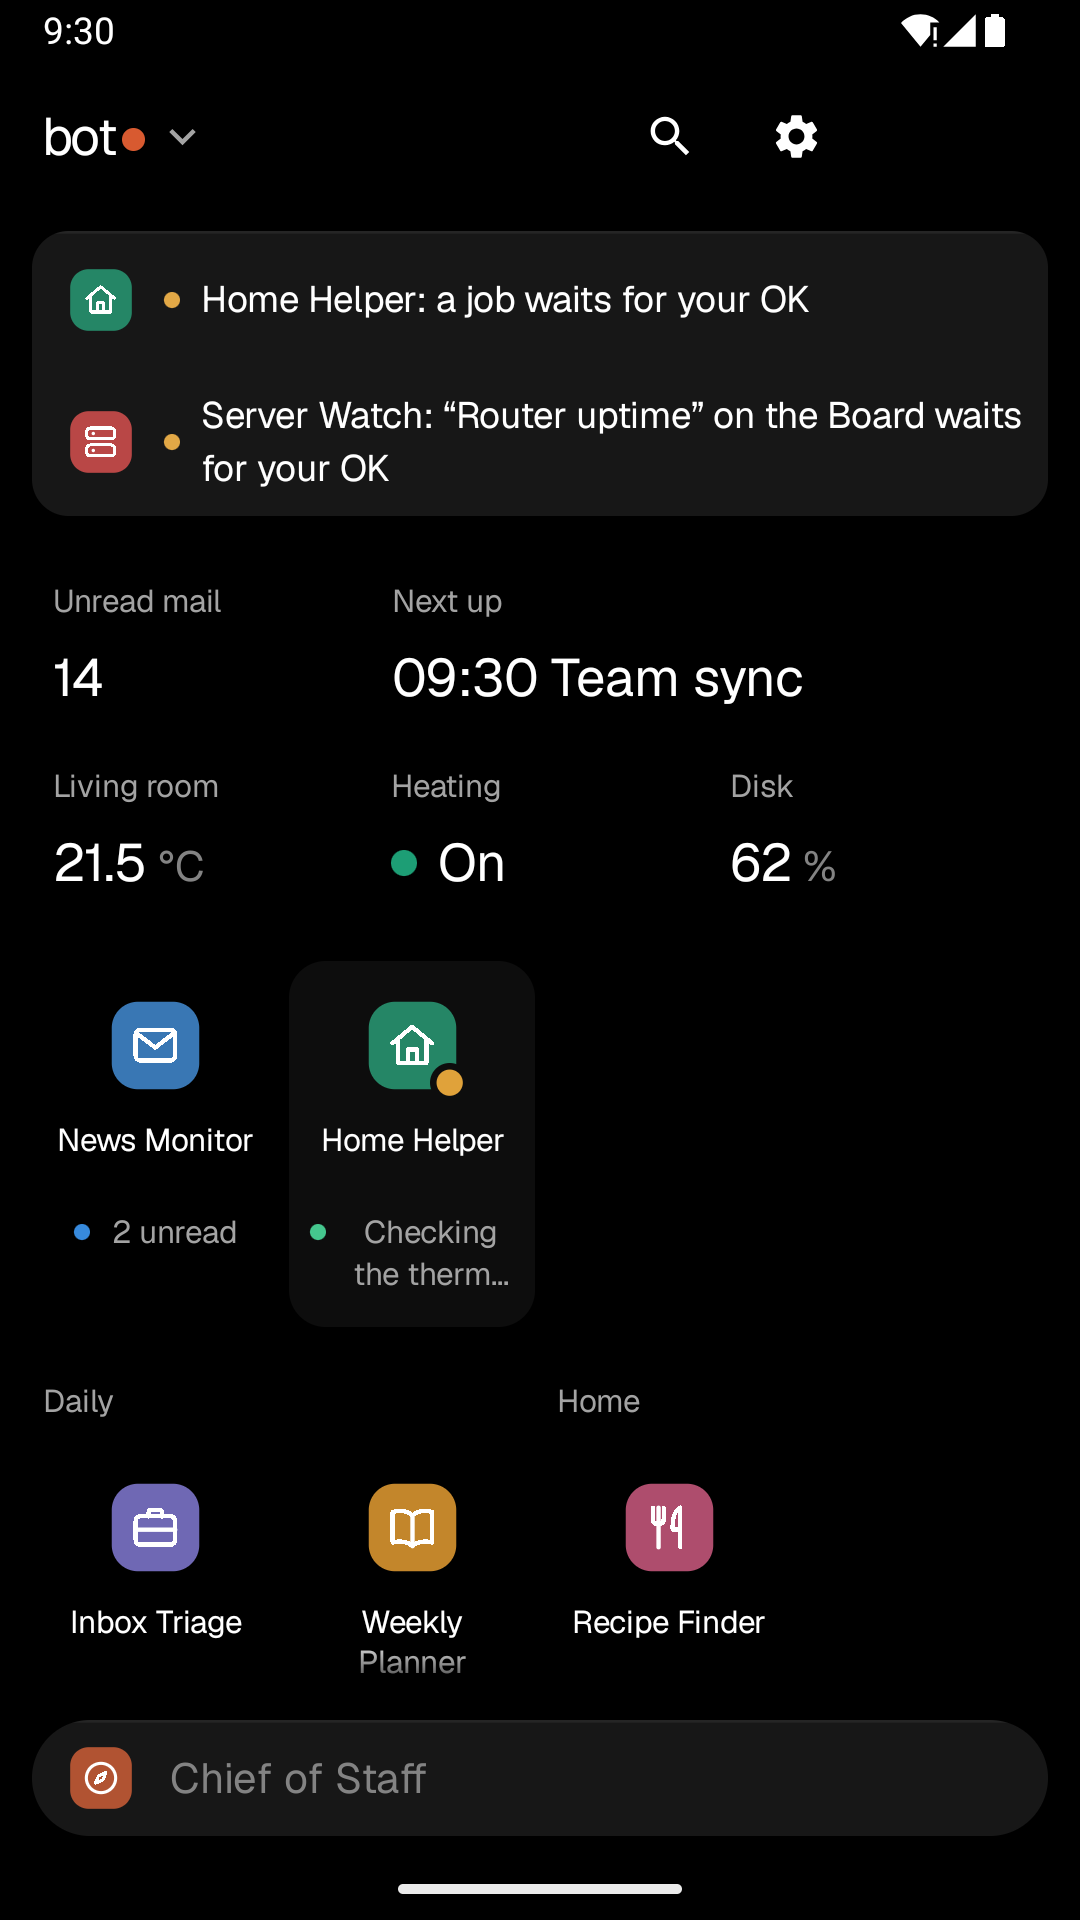 9:30
bot
Home Helper: a job waits for your OK
Server Watch: “Router uptime” on the Board waits
for your OK
Unread mail
Next up
14
09:30 Team sync
Living room
Heating
Disk
21.5 °C
On
62 %
News Monitor
Home Helper
2 unread
Checking
the therm…
Daily
Home
Inbox Triage
Weekly
Planner
Recipe Finder
Chief of Staff